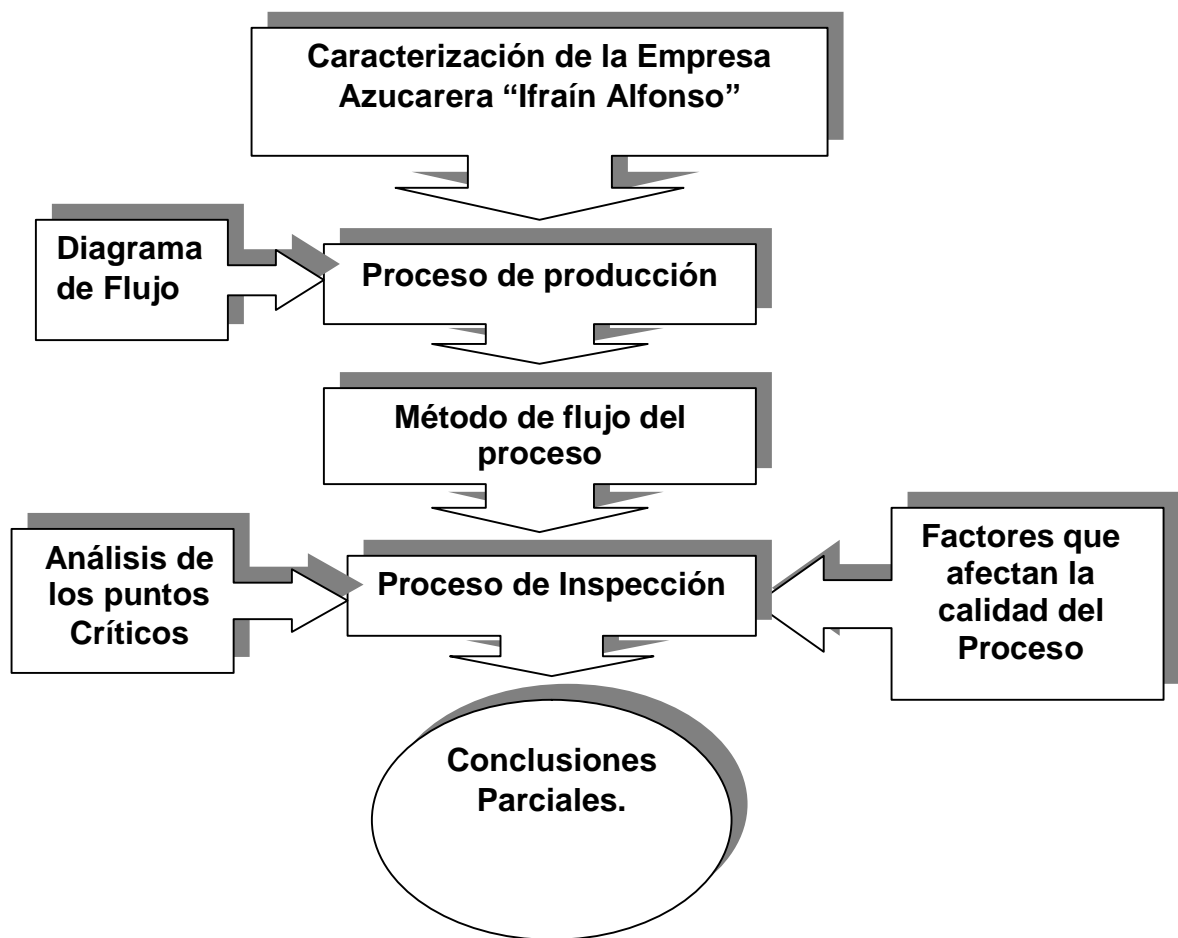 Caracterización de la Empresa
Azucarera “Ifraín Alfonso”
Diagrama
de Flujo
Proceso de producción
Método de flujo del
proceso
Análisis de
los puntos
Críticos
Proceso de Inspección
Factores que
afectan la
calidad del
Proceso
Conclusiones
Parciales.